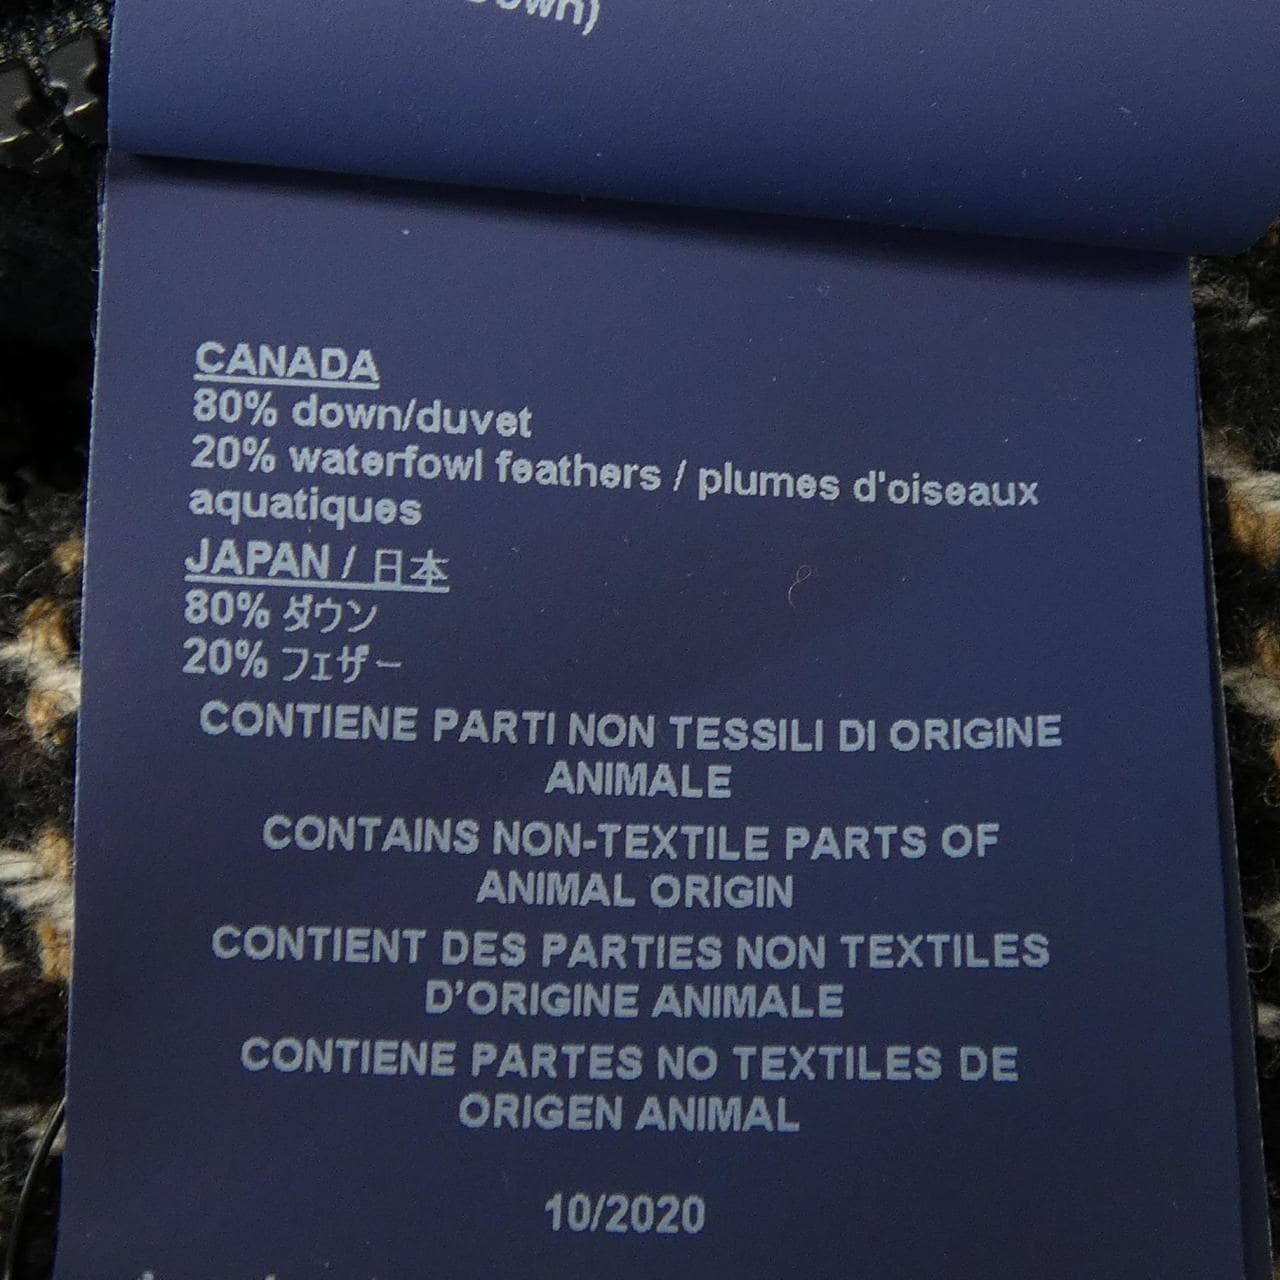 CANADA
80% down/duvet
20% waterfowl feathers / plumes d'oiseaux
aquatiques
JAPAN / 日本
80% ダウン
20% フェザー
CONTIENE PARTI NON TESSILI DI ORIGINE
ANIMALE
CONTAINS NON-TEXTILE PARTS OF
ANIMAL ORIGIN
CONTIENT DES PARTIES NON TEXTILES
D'ORIGINE ANIMALE
CONTIENE PARTES NO TEXTILES DE
ORIGEN ANIMAL
10/2020